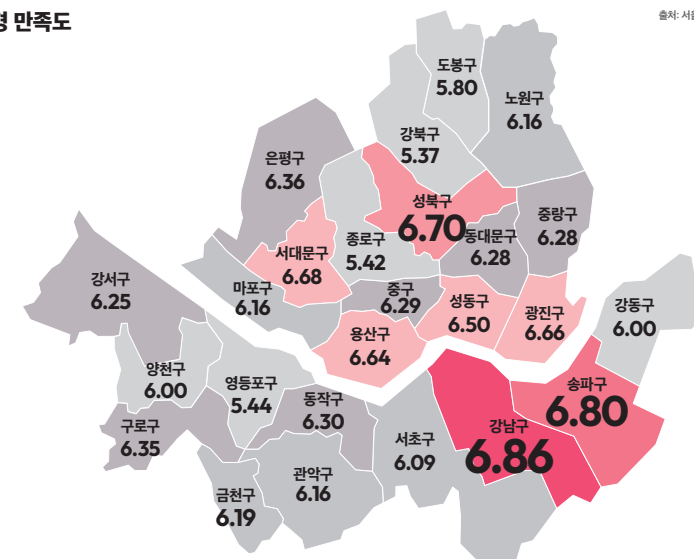 만족도
출처: 서울
도봉구
5.80
노원구
6.16
강북구
5.37
은평구
6.36
성북구
6.70
중랑구
6.28
종로구
5.42
동대문구
6.28
서대문구
6.68
강서구
6.25
마포구
6.16
중구
6.29
성동구
6.50
광진구
6.66
강동구
6.00
용산구
6.64
양천구
6.00
영등포구
5.44
동작구
6.30
송파구
6.80
구로구
6.35
서초구
6.09
강남구
6.86
관악구
6.16
금천구
6.19